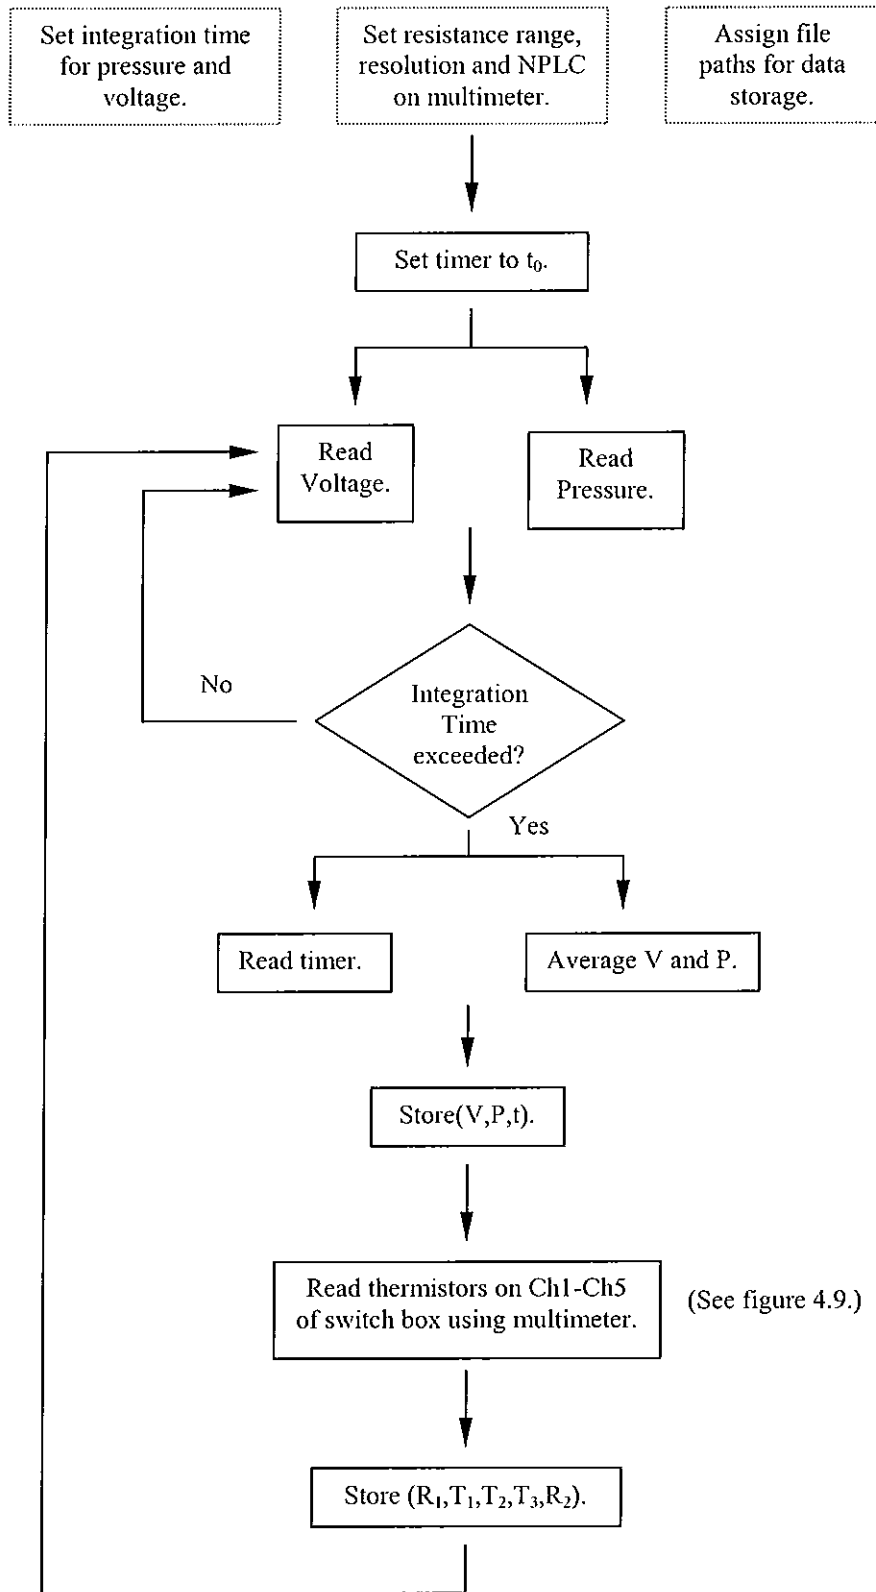 Set integration time
for pressure and
voltage.
Set resistance range,
resolution and NPLC
on multimeter.
Assign file
paths for data
storage.
Set timer to t₀.
Read
Voltage.
Read
Pressure.
No
Integration
Time
exceeded?
Yes
Read timer.
Average V and P.
Store(V,P,t).
Read thermistors on Ch1-Ch5
of switch box using multimeter.
(See figure 4.9.)
Store (R₁,T₁,T₂,T₃,R₂).